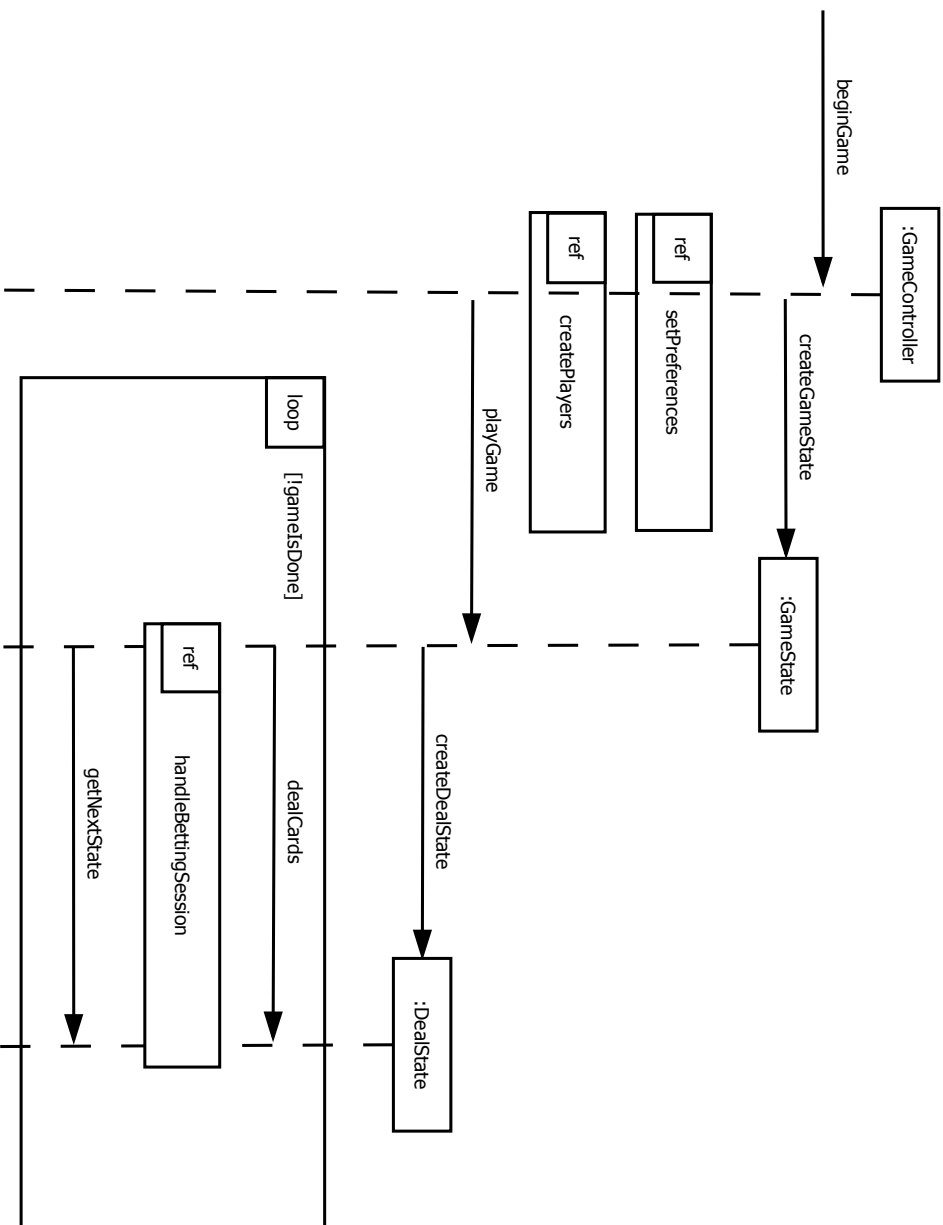 beginGame
:GameController
createGameState
:GameState
ref
setPreferences
ref
createPlayers
playGame
createDealState
:DealState
loop
[!gameIsDone]
dealCards
ref
handleBettingSession
getNextState